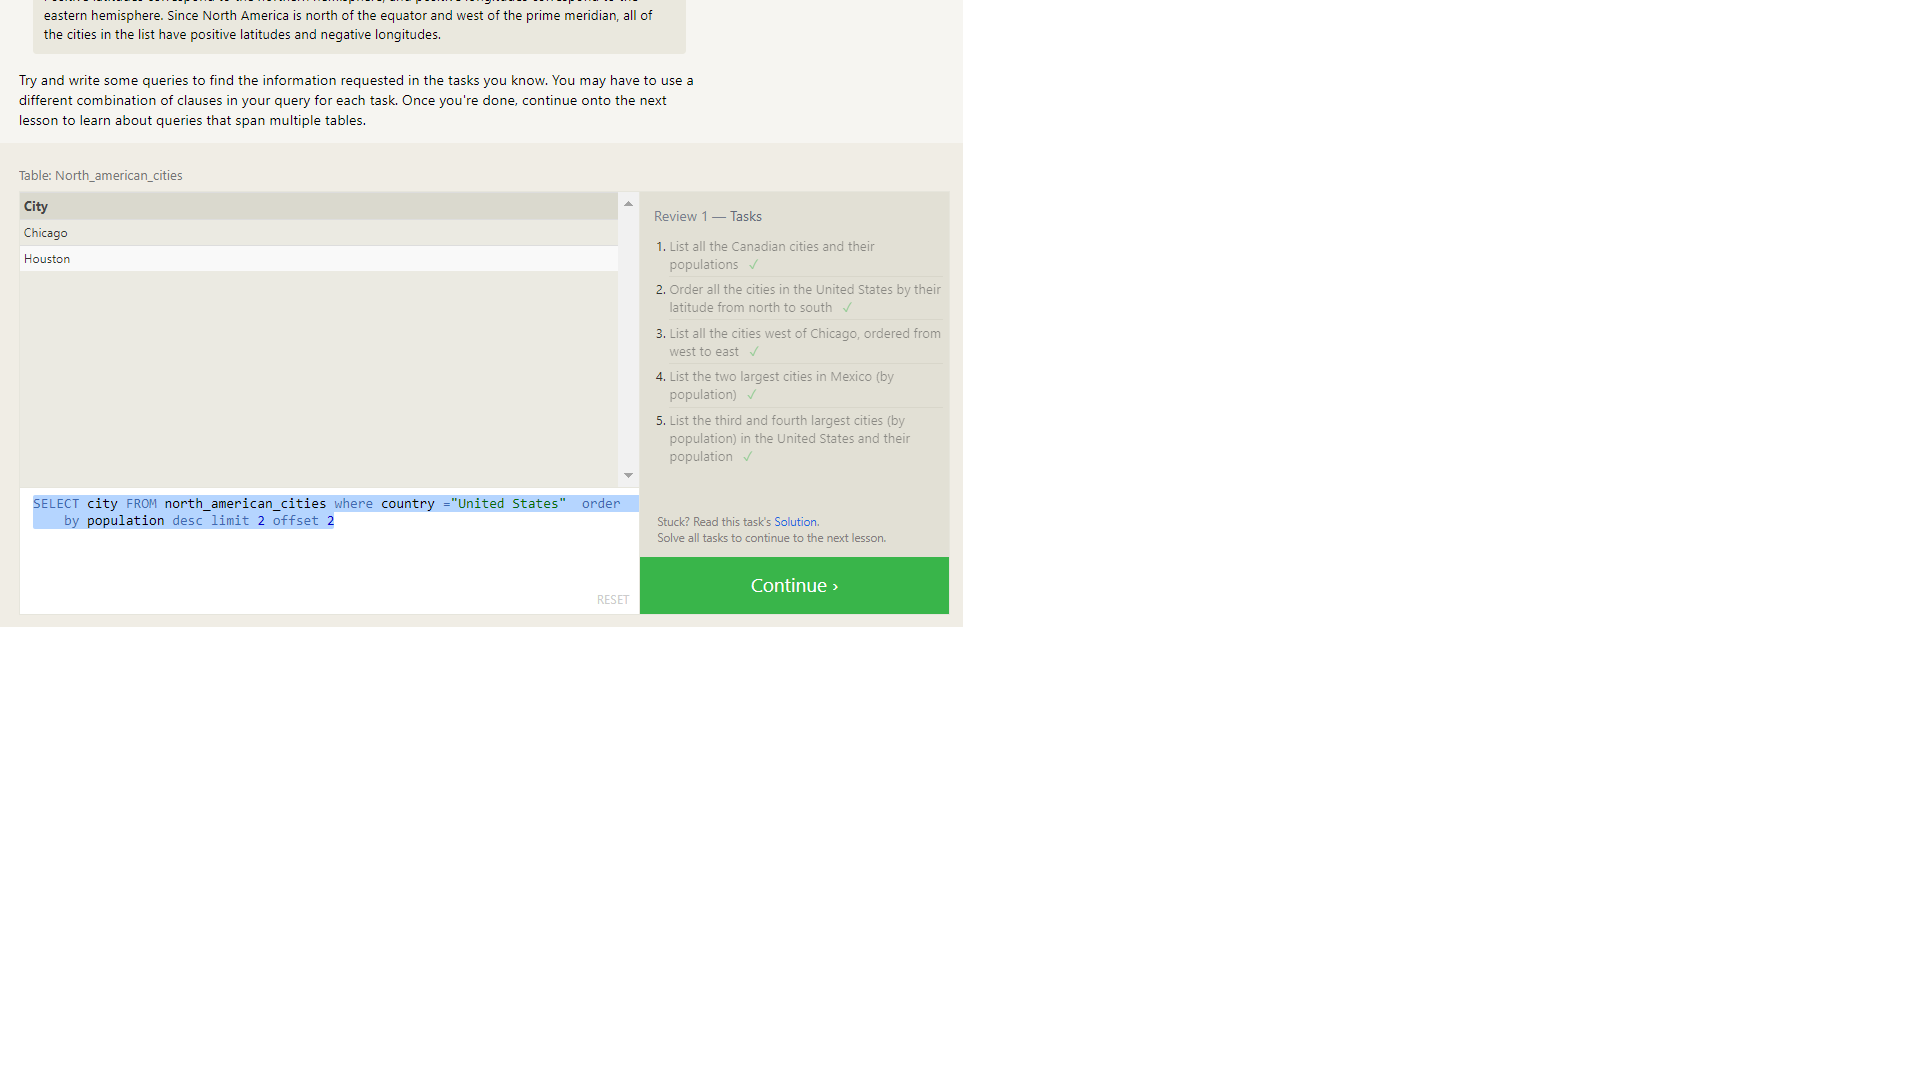 eastern hemisphere. Since North America is north of the equator and west of the prime meridian, all of
the cities in the list have positive latitudes and negative longitudes.
Try and write some queries to find the information requested in the tasks you know. You may have to use a
different combination of clauses in your query for each task. Once you're done, continue onto the next
lesson to learn about queries that span multiple tables.
Table: North_american_cities
City
Chicago
Houston
SELECT city FROM north_american_cities where country ="United States"  order
by population desc limit 2 offset 2
RESET
Review 1 — Tasks
1. List all the Canadian cities and their
populations ✓
2. Order all the cities in the United States by their
latitude from north to south ✓
3. List all the cities west of Chicago, ordered from
west to east ✓
4. List the two largest cities in Mexico (by
population) ✓
5. List the third and fourth largest cities (by
population) in the United States and their
population ✓
Stuck? Read this task's Solution.
Solve all tasks to continue to the next lesson.
Continue ›